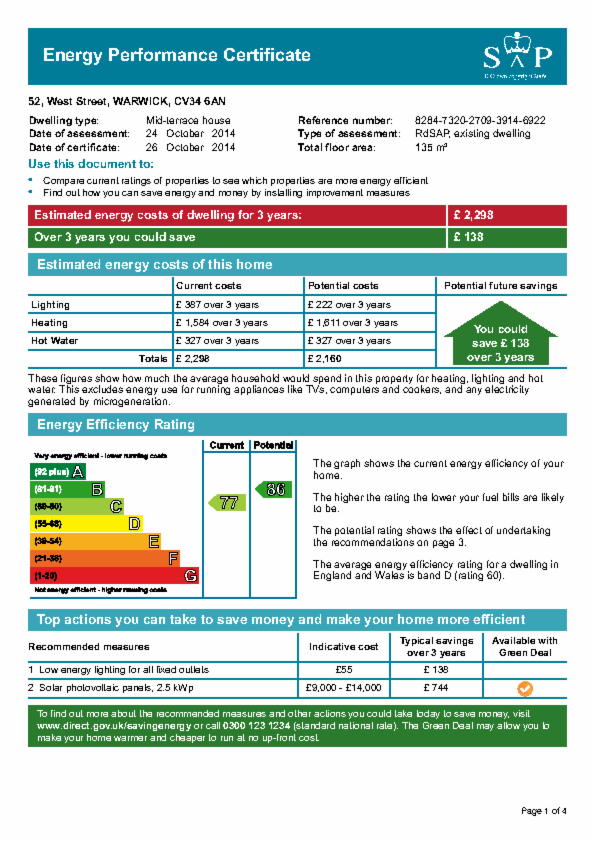 Energy Performance Certificate
SAP
52, West Street, WARWICK, CV34 6AN
Dwelling type: Mid-terrace house Reference number: 8284-7320-2709-3914-6922
Date of assessment: 24 October 2014 Type of assessment: RdSAP, existing dwelling
Date of certificate: 26 October 2014 Total floor area: 135 m²
Use this document to:
• Compare current ratings of properties to see which properties are more energy efficient
• Find out how you can save energy and money by installing improvement measures
Estimated energy costs of dwelling for 3 years: £ 2,298
Over 3 years you could save £ 138
Estimated energy costs of this home
Current costs Potential costs Potential future savings
Lighting £ 387 over 3 years £ 222 over 3 years
Heating £ 1,584 over 3 years £ 1,611 over 3 years
Hot Water £ 327 over 3 years £ 327 over 3 years
Totals £ 2,298 £ 2,160
You could
save £ 138
over 3 years
These figures show how much the average household would spend in this property for heating, lighting and hot
water. This excludes energy use for running appliances like TVs, computers and cookers, and any electricity
generated by microgeneration.
Energy Efficiency Rating
Current Potential
Very energy efficient - lower running costs
(92 plus) A
(81-91) B
(69-80) C
(55-68) D
(39-54) E
(21-38) F
(1-20) G
Not energy efficient - higher running costs
77
86
The graph shows the current energy efficiency of your
home.
The higher the rating the lower your fuel bills are likely
to be.
The potential rating shows the effect of undertaking
the recommendations on page 3.
The average energy efficiency rating for a dwelling in
England and Wales is band D (rating 60).
Top actions you can take to save money and make your home more efficient
Recommended measures Indicative cost Typical savings over 3 years Available with Green Deal
1 Low energy lighting for all fixed outlets £55 £ 138
2 Solar photovoltaic panels, 2.5 kWp £9,000 - £14,000 £ 744
To find out more about the recommended measures and other actions you could take today to save money, visit
www.direct.gov.uk/savingenergy or call 0300 123 1234 (standard national rate). The Green Deal may allow you to
make your home warmer and cheaper to run at no up-front cost.
Page 1 of 4